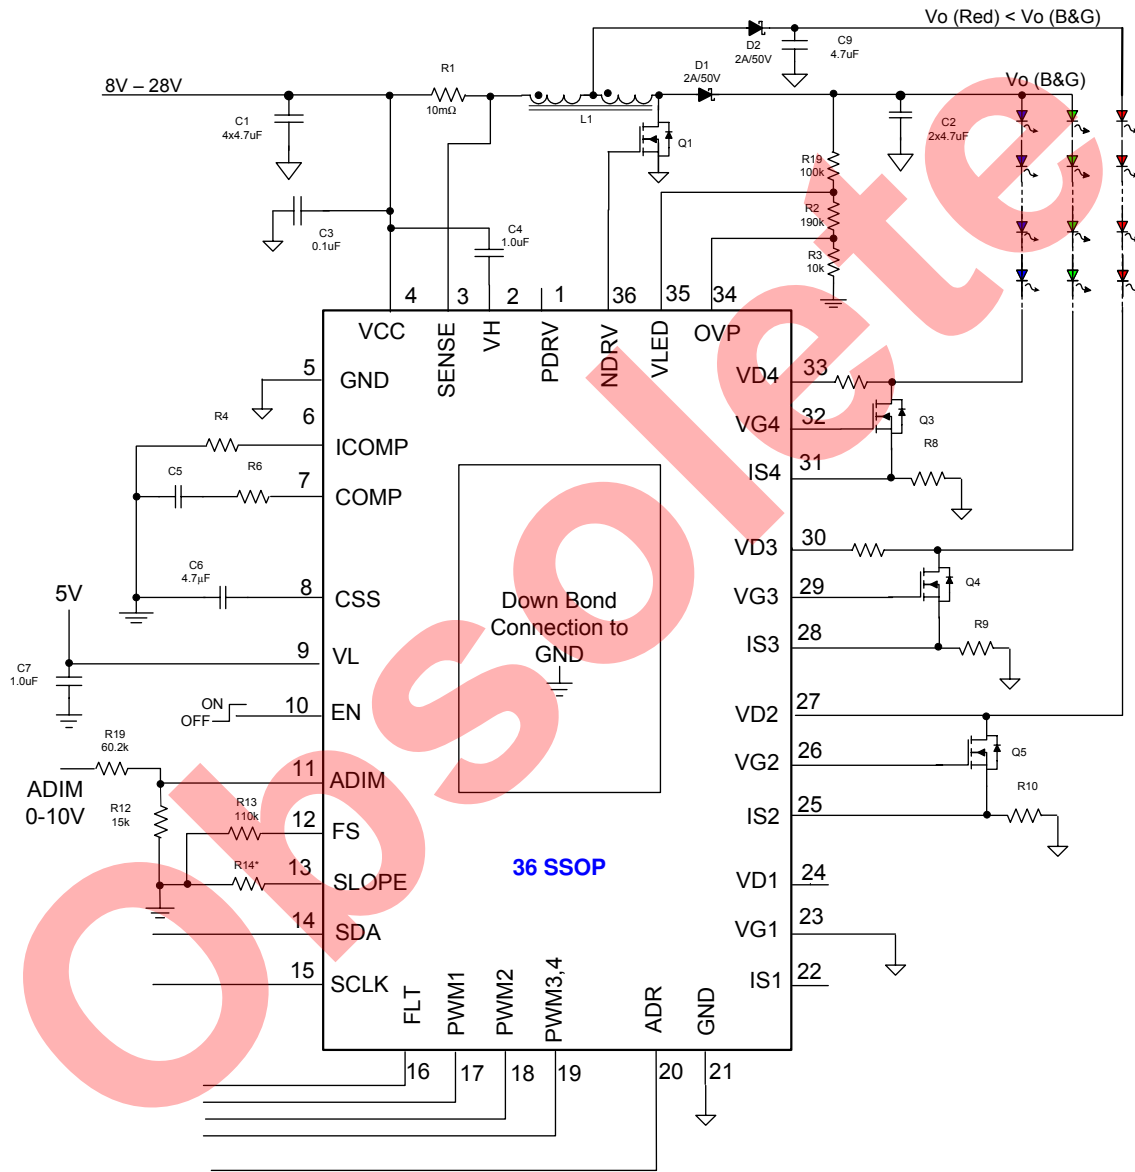 Vo (Red) < Vo (B&G)
D2
2A/50V
C9
4.7uF
8V – 28V
R1
10mΩ
L1
D1
2A/50V
Vo (B&G)
C1
4x4.7uF
Q1
C2
2x4.7uF
R19
100k
R2
190k
R3
10k
C3
0.1uF
C4
1.0uF
4
3
2
1
36
35
34
VCC
SENSE
VH
PDRV
NDRV
VLED
OVP
5
GND
6
R4
ICOMP
C5
R6
7
COMP
C6
4.7µF
8
CSS
5V
C7
1.0uF
9
VL
ON
OFF
10
EN
R19
60.2k
ADIM
0-10V
11
ADIM
R12
15k
R13
110k
12
FS
R14*
13
SLOPE
14
SDA
15
SCLK
Down Bond
Connection to
GND
36 SSOP
VD4
33
VG4
32
Q3
R8
IS4
31
VD3
30
VG3
29
Q4
R9
IS3
28
VD2
27
VG2
26
Q5
R10
IS2
25
VD1
24
VG1
23
IS1
22
FLT
PWM1
PWM2
PWM3,4
ADR
GND
16
17
18
19
20
21
Obsolete